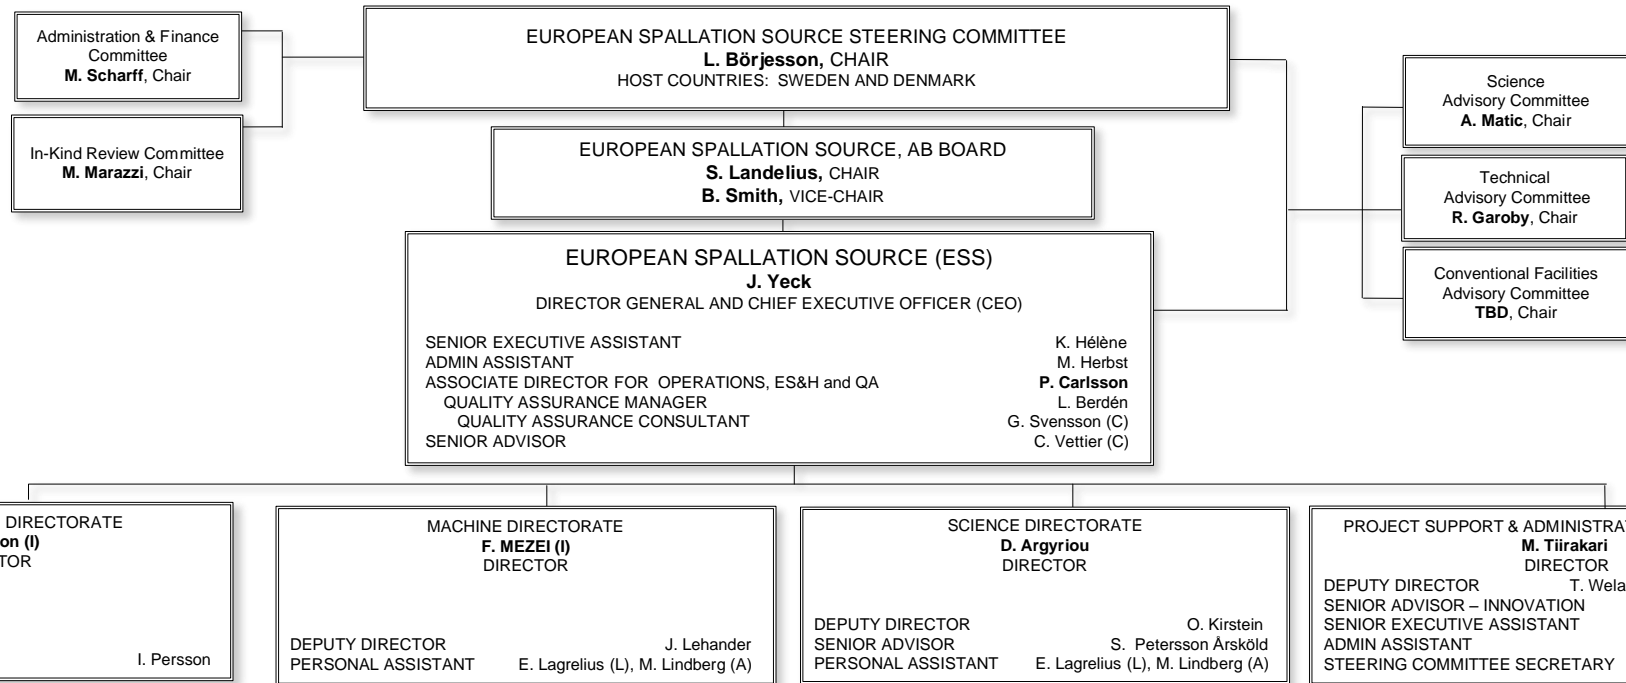 Administration & Finance
Committee
M. Scharff, Chair
In-Kind Review Committee
M. Marazzi, Chair
EUROPEAN SPALLATION SOURCE STEERING COMMITTEE
L. Börjesson, CHAIR
HOST COUNTRIES: SWEDEN AND DENMARK
EUROPEAN SPALLATION SOURCE, AB BOARD
S. Landelius, CHAIR
B. Smith, VICE-CHAIR
Science
Advisory Committee
A. Matic, Chair
Technical
Advisory Committee
R. Garoby, Chair
Conventional Facilities
Advisory Committee
TBD, Chair
EUROPEAN SPALLATION SOURCE (ESS)
J. Yeck
DIRECTOR GENERAL AND CHIEF EXECUTIVE OFFICER (CEO)
SENIOR EXECUTIVE ASSISTANT K. Hélène
ADMIN ASSISTANT M. Herbst
ASSOCIATE DIRECTOR FOR OPERATIONS, ES&H and QA P. Carlsson
QUALITY ASSURANCE MANAGER L. Berdén
QUALITY ASSURANCE CONSULTANT G. Svensson (C)
SENIOR ADVISOR C. Vettier (C)
DIRECTORATE
on (I)
TOR
I. Persson
MACHINE DIRECTORATE
F. MEZEI (I)
DIRECTOR
DEPUTY DIRECTOR J. Lehander
PERSONAL ASSISTANT E. Lagrelius (L), M. Lindberg (A)
SCIENCE DIRECTORATE
D. Argyriou
DIRECTOR
DEPUTY DIRECTOR O. Kirstein
SENIOR ADVISOR S. Petersson Årsköld
PERSONAL ASSISTANT E. Lagrelius (L), M. Lindberg (A)
PROJECT SUPPORT & ADMINISTRA
M. Tiirakari
DIRECTOR
DEPUTY DIRECTOR T. Wela
SENIOR ADVISOR – INNOVATION
SENIOR EXECUTIVE ASSISTANT
ADMIN ASSISTANT
STEERING COMMITTEE SECRETARY